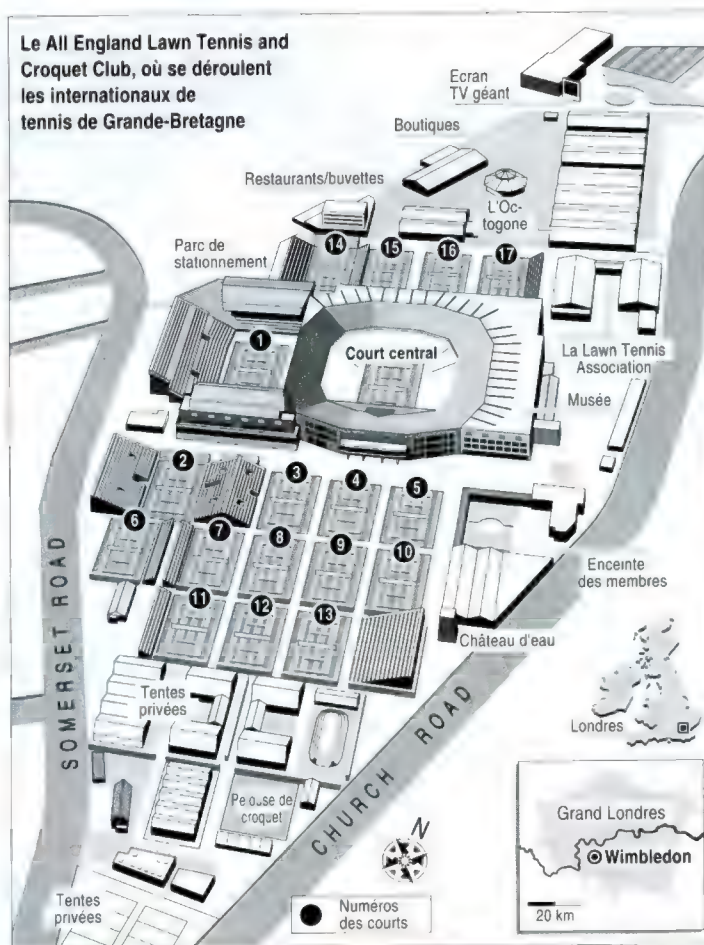 Le All England Lawn Tennis and
Croquet Club, où se déroulent
les internationaux de
tennis de Grande-Bretagne
Ecran
TV géant
Boutiques
Restaurants/buvettes
L'Oc-
togone
Parc de
stationnement
14
15
16
17
1
Court central
La Lawn Tennis
Association
Musée
2
3
4
5
6
7
8
9
10
Enceinte
des membres
11
12
13
Château d'eau
SOMERSET ROAD
Tentes
privées
CHURCH ROAD
Londres
Pelouse de
croquet
Grand Londres
Wimbledon
20 km
N
Numéros
des courts
Tentes
privées